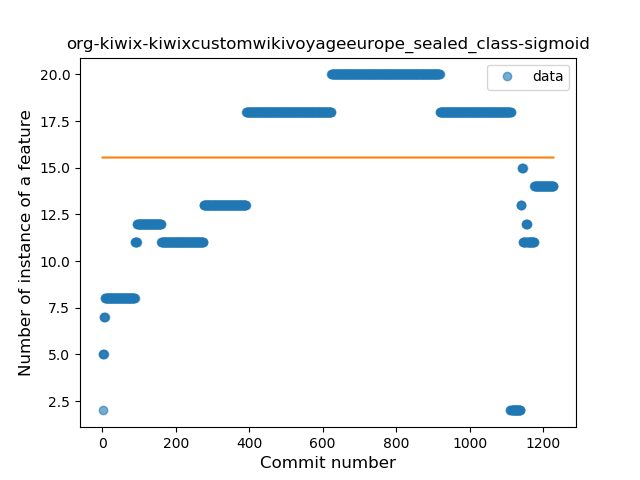 org-kiwix-kiwixcustomwikivoyageeurope_sealed_class-sigmoid
data
Number of instance of a feature
20.0
17.5
15.0
12.5
10.0
7.5
5.0
2.5
0 200 400 600 800 1000 1200
Commit number